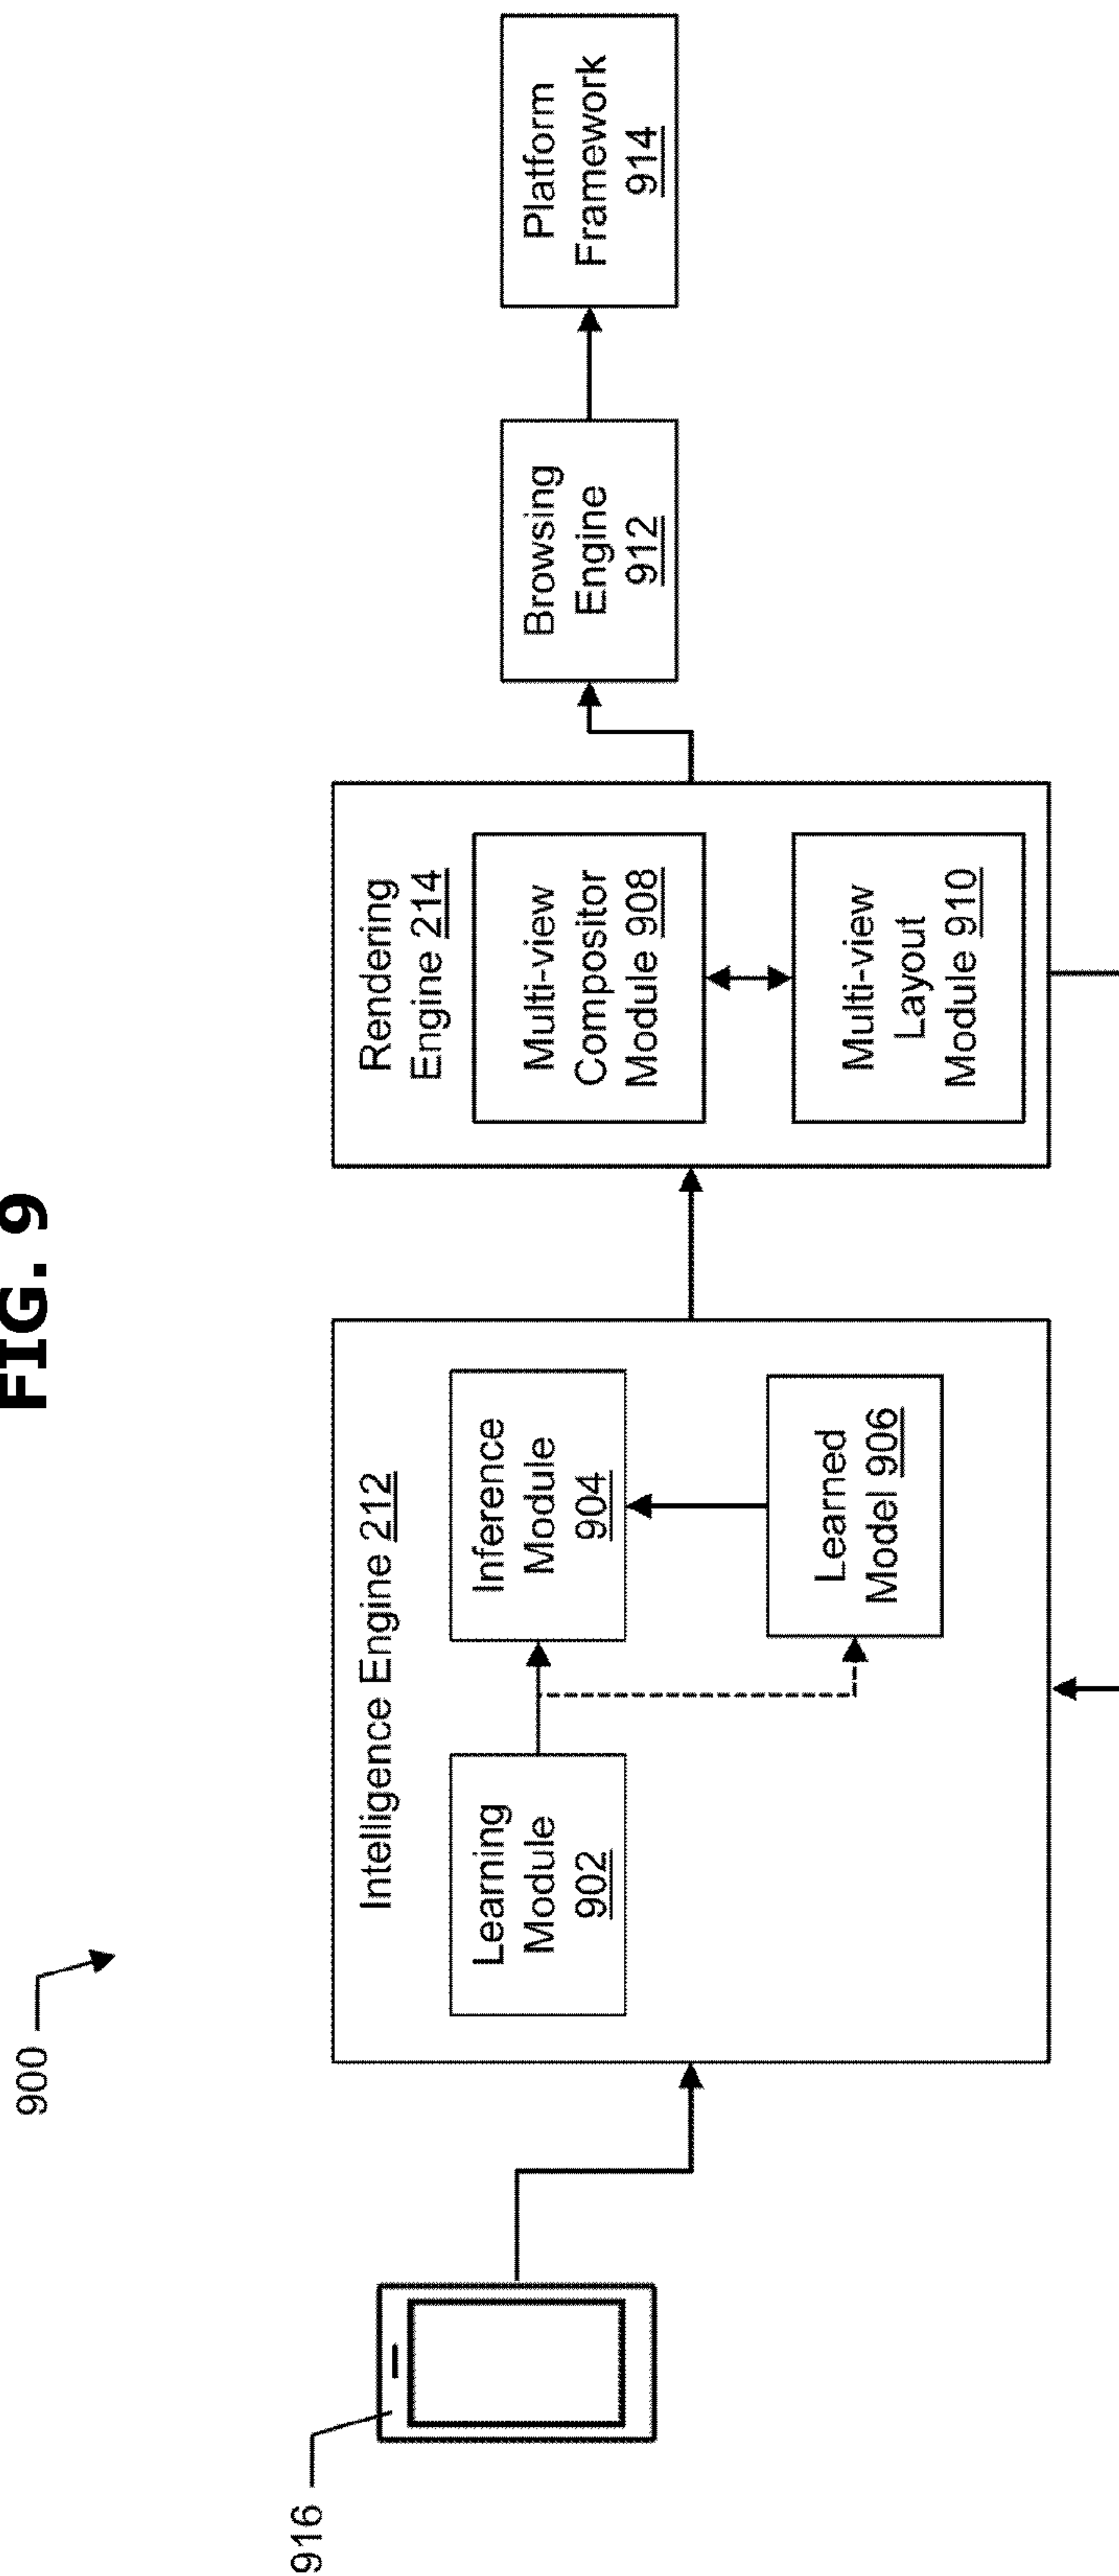 FIG. 9
900
916
Intelligence Engine 212
Learning
Module
902
Inference
Module
904
Learned
Model 906
Rendering
Engine 214
Multi-view
Compositor
Module 908
Multi-view
Layout
Module 910
Browsing
Engine
912
Platform
Framework
914